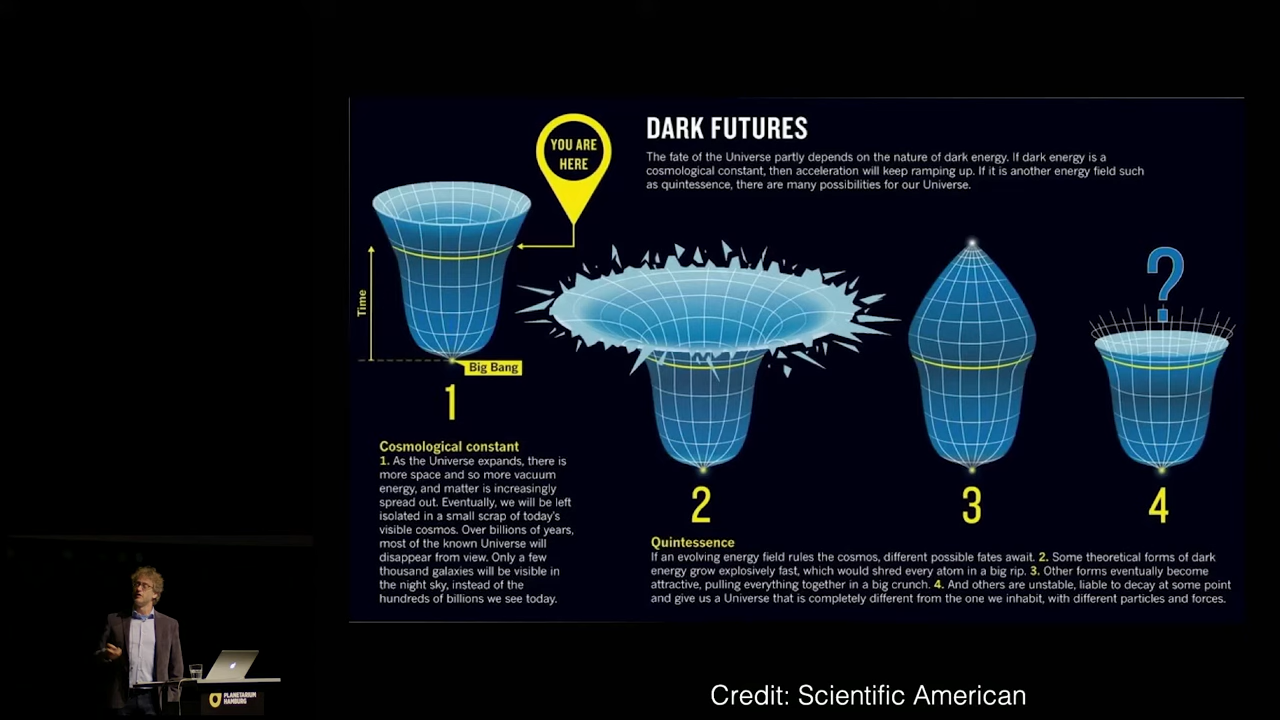 DARK FUTURES
The fate of the Universe partly depends on the nature of dark energy. If dark energy is a
cosmological constant, then acceleration will keep ramping up. If it is another energy field such
as quintessence, there are many possibilities for our Universe.
YOU ARE
HERE
Time
Big Bang
1
Cosmological constant
1. As the Universe expands, there is
more space and so more vacuum
energy, and matter is increasingly
spread out. Eventually, we will be left
isolated in a small scrap of today's
visible cosmos. Over billions of years,
most of the known Universe will
disappear from view. Only a few
thousand galaxies will be visible in
the night sky, instead of the
hundreds of billions we see today.
?
2
3
4
Quintessence
If an evolving energy field rules the cosmos, different possible fates await. 2. Some theoretical forms of dark
energy grow explosively fast, which would shred every atom in a big rip. 3. Other forms eventually become
attractive, pulling everything together in a big crunch. 4. And others are unstable, liable to decay at some point
and give us a Universe that is completely different from the one we inhabit, with different particles and forces.
PLANETARIUM
HAMBURG
Credit: Scientific American